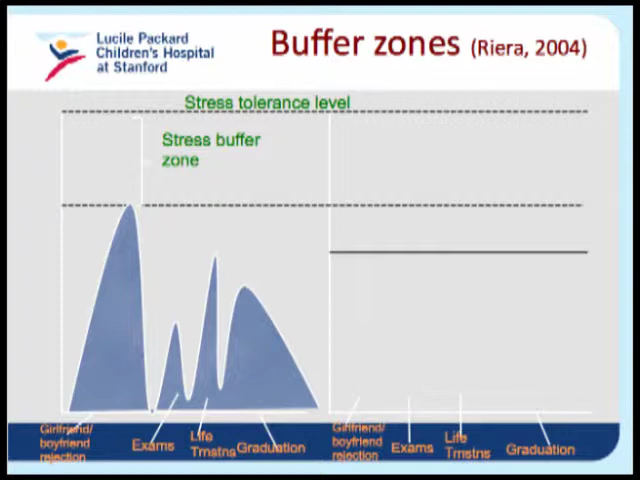 Lucile Packard
Children's Hospital
at Stanford
Buffer zones (Riera, 2004)
Stress tolerance level
Stress buffer
zone
Girlfriend/
boyfriend
rejection
Exams
Life
Trnstns
Graduation
Girlfriend/
boyfriend
rejection
Exams
Life
Trnstns
Graduation